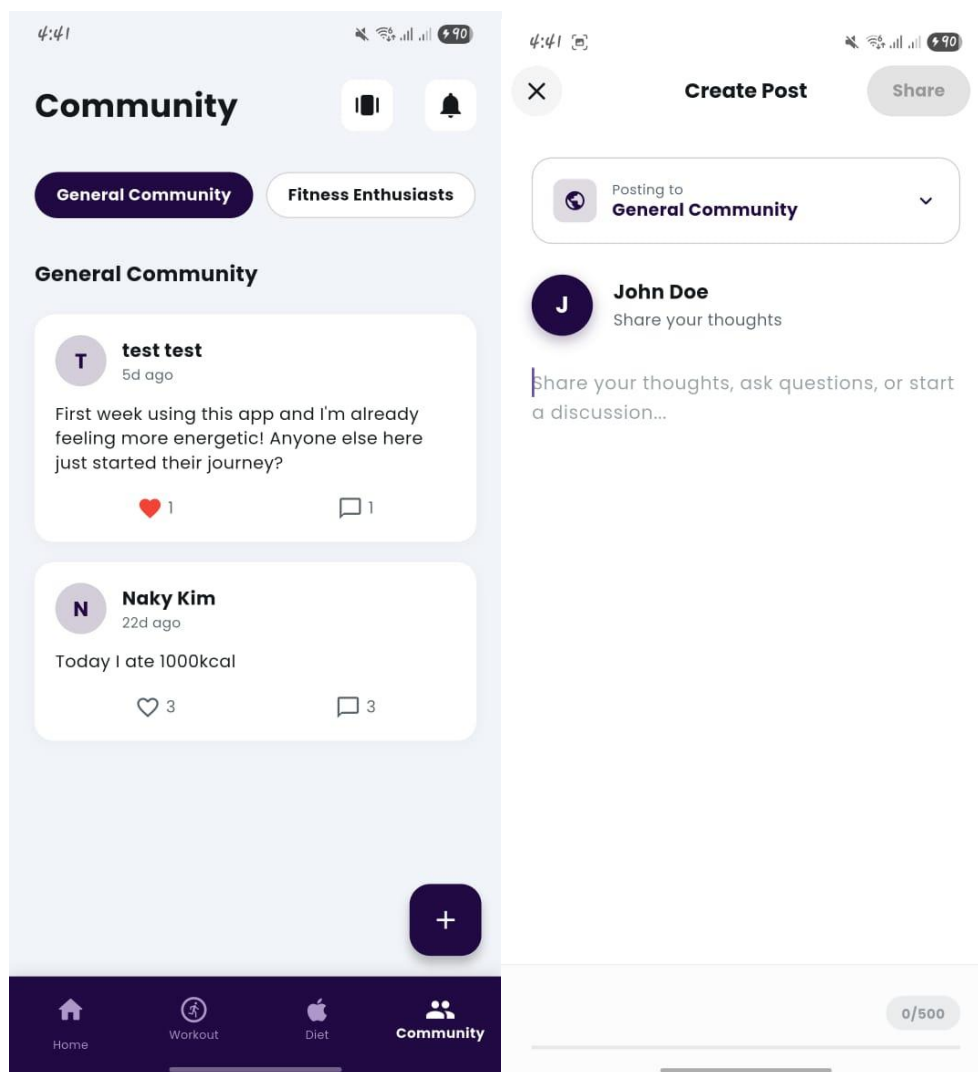 4:41
90
Community
General Community
Fitness Enthusiasts
General Community
T
test test
5d ago
First week using this app and I'm already
feeling more energetic! Anyone else here
just started their journey?
1
1
N
Naky Kim
22d ago
Today I ate 1000kcal
3
3
+
Home
Workout
Diet
Community
4:41
90
Create Post
Share
Posting to
General Community
J
John Doe
Share your thoughts
Share your thoughts, ask questions, or start
a discussion...
0/500